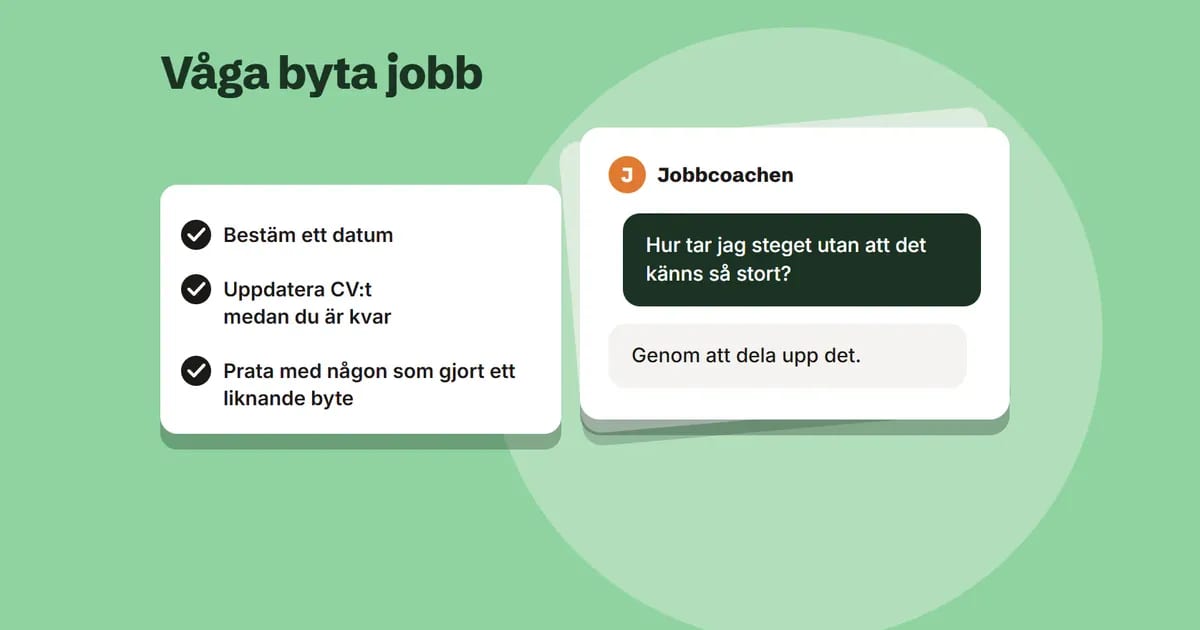 Våga byta jobb
Bestäm ett datum
Uppdatera CV:t
medan du är kvar
Prata med någon som gjort ett
liknande byte
J Jobbcoachen
Hur tar jag steget utan att det
känns så stort?
Genom att dela upp det.